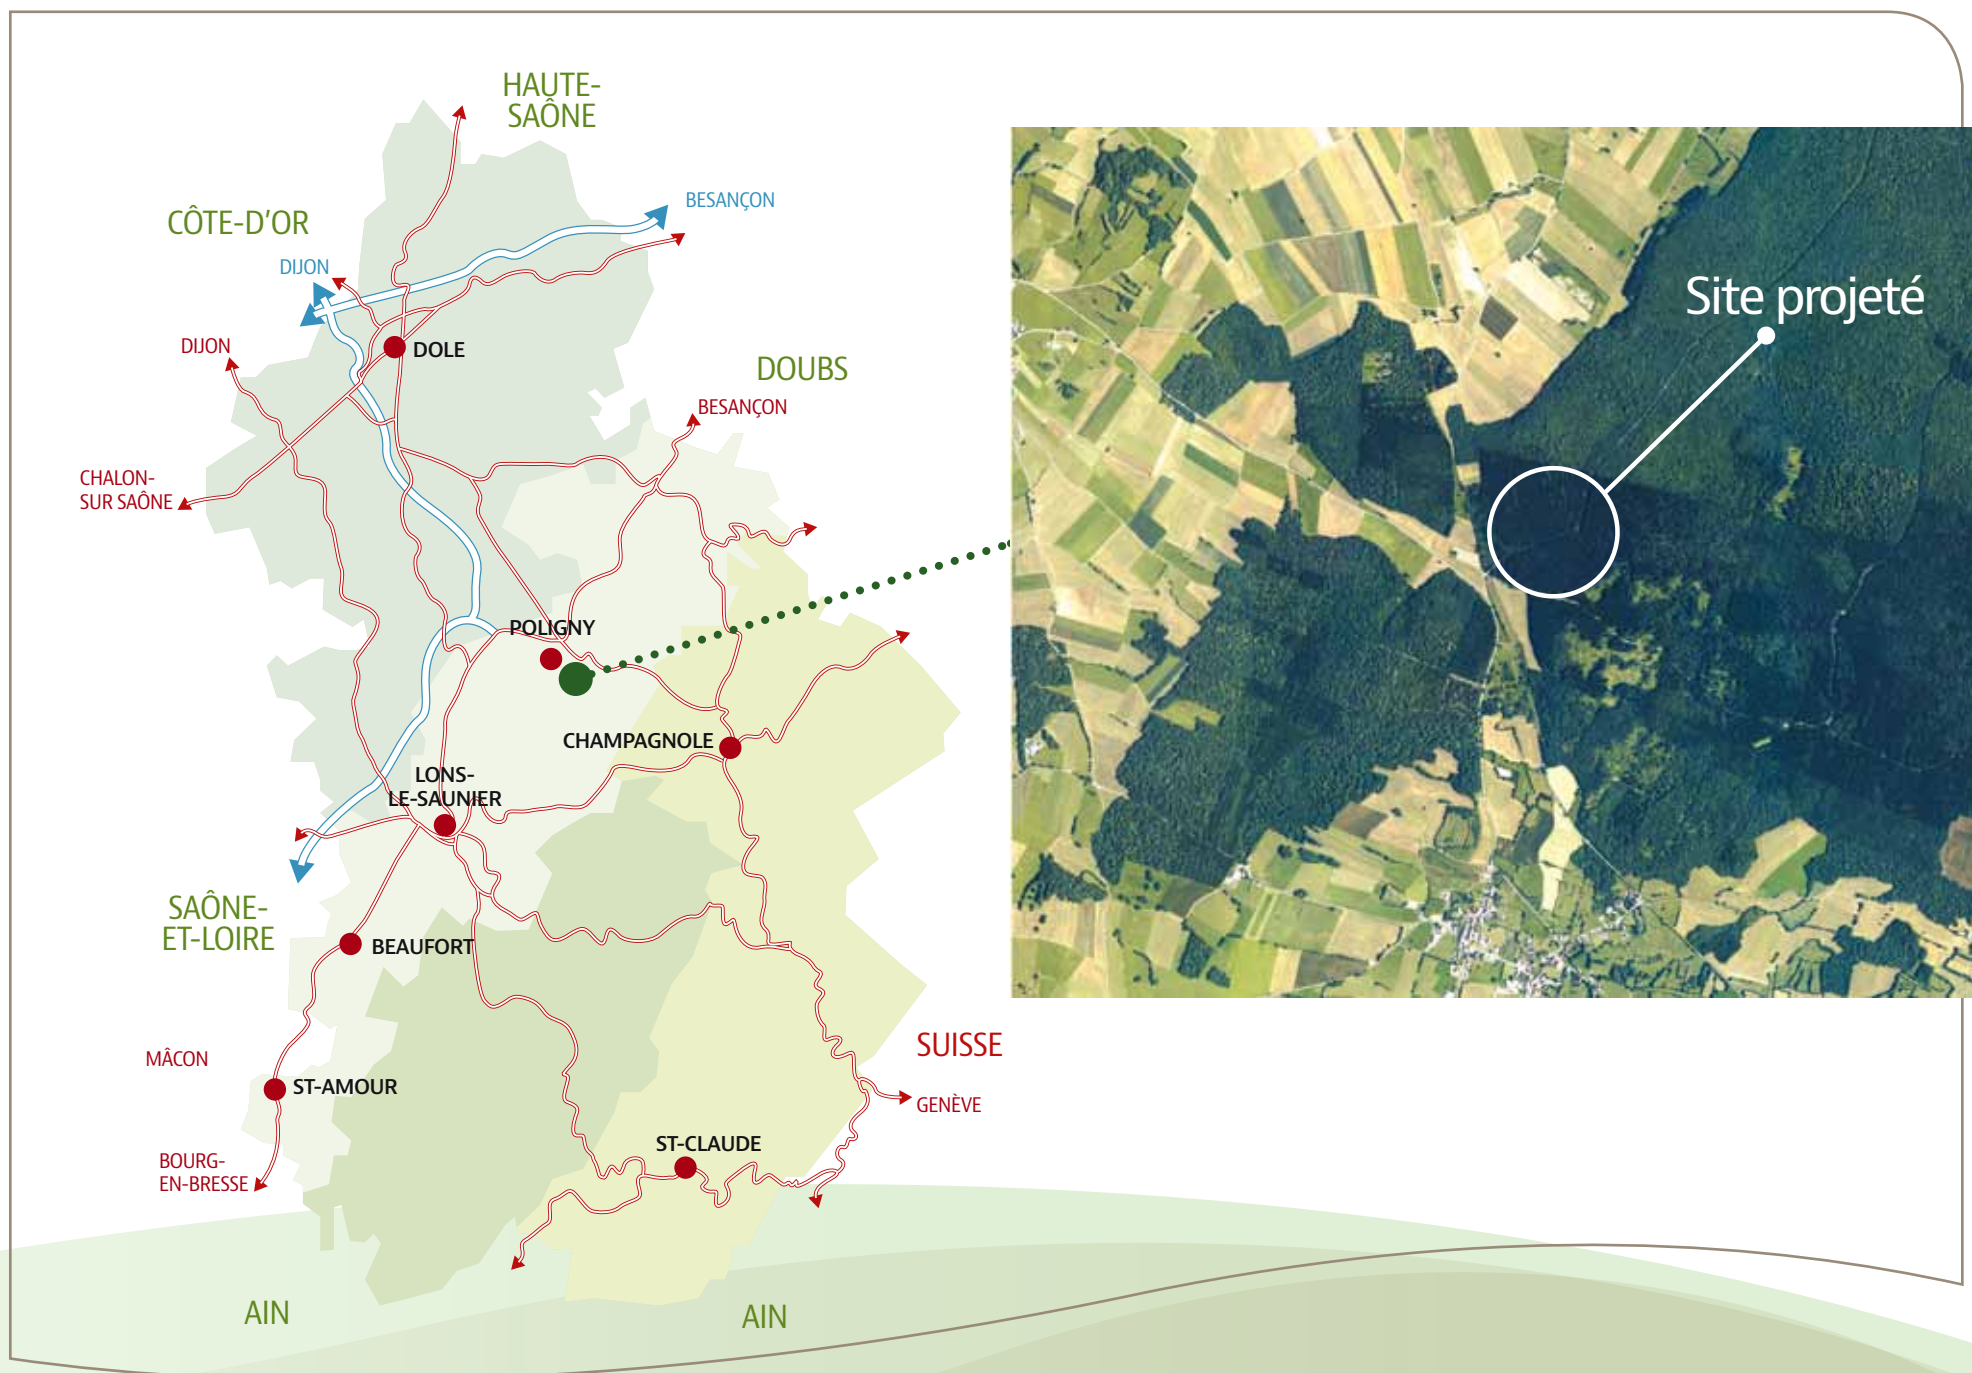 HAUTE-
SAÔNE
BESANÇON
CÔTE-D'OR
DIJON
DIJON
DOLE
DOUBS
BESANÇON
CHALON-
SUR SAÔNE
Site projeté
POLIGNY
CHAMPAGNOLE
LONS-
LE-SAUNIER
SAÔNE-
ET-LOIRE
BEAUFORT
MÂCON
ST-AMOUR
SUISSE
GENÈVE
ST-CLAUDE
BOURG-
EN-BRESSE
AIN
AIN